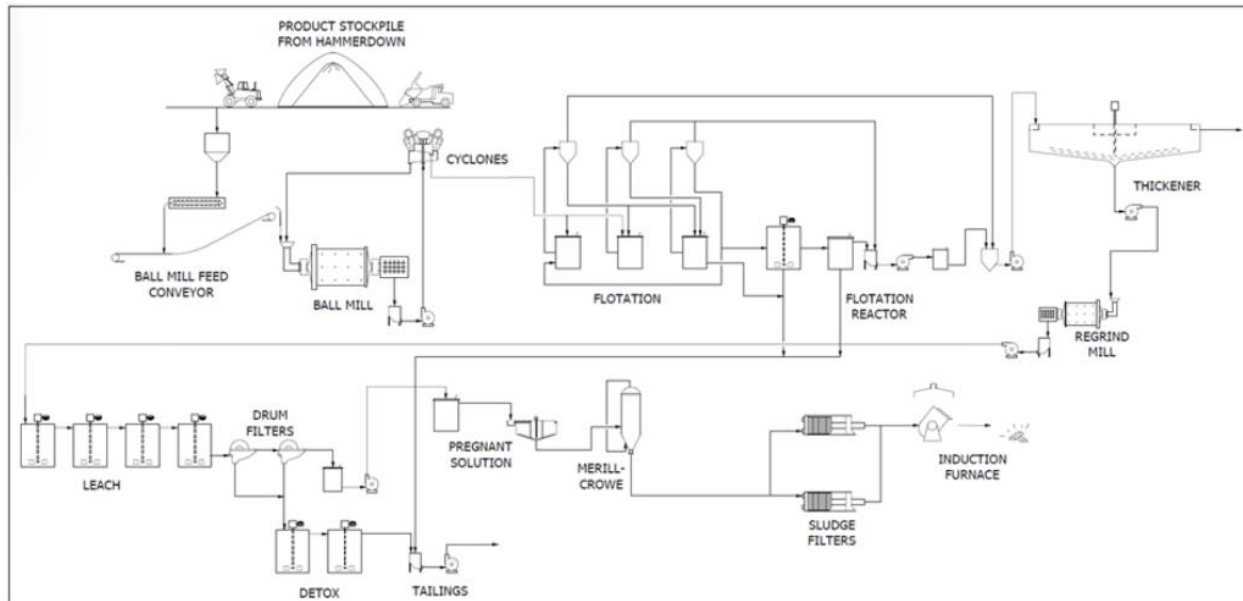 PRODUCT STOCKPILE
FROM HAMMERDOWN
CYCLONES
THICKENER
BALL MILL FEED
CONVEYOR
BALL MILL
FLOTATION
FLOTATION
REACTOR
REGRIND
MILL
DRUM
FILTERS
LEACH
PREGNANT
SOLUTION
MERILL-
CROWE
INDUCTION
FURNACE
SLUDGE
FILTERS
DETOX
TAILINGS